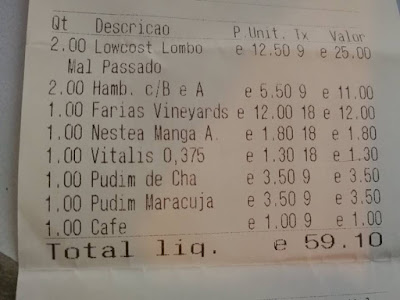 Qt Descricao P.Unit. Tx Valor
2.00 Lowcost Lombo e 12.50 9 e 25.00
Mal Passado
2.00 Hamb. c/B e A e 5.50 9 e 11.00
1.00 Farias Vineyards e 12.00 18 e 12.00
1.00 Nestea Manga A. e 1.80 18 e 1.80
1.00 Vitalis 0,375 e 1.30 18 e 1.30
1.00 Pudim de Cha e 3.50 9 e 3.50
1.00 Pudim Maracuja e 3.50 9 e 3.50
1.00 Cafe e 1.00 9 e 1.00
Total liq. e 59.10